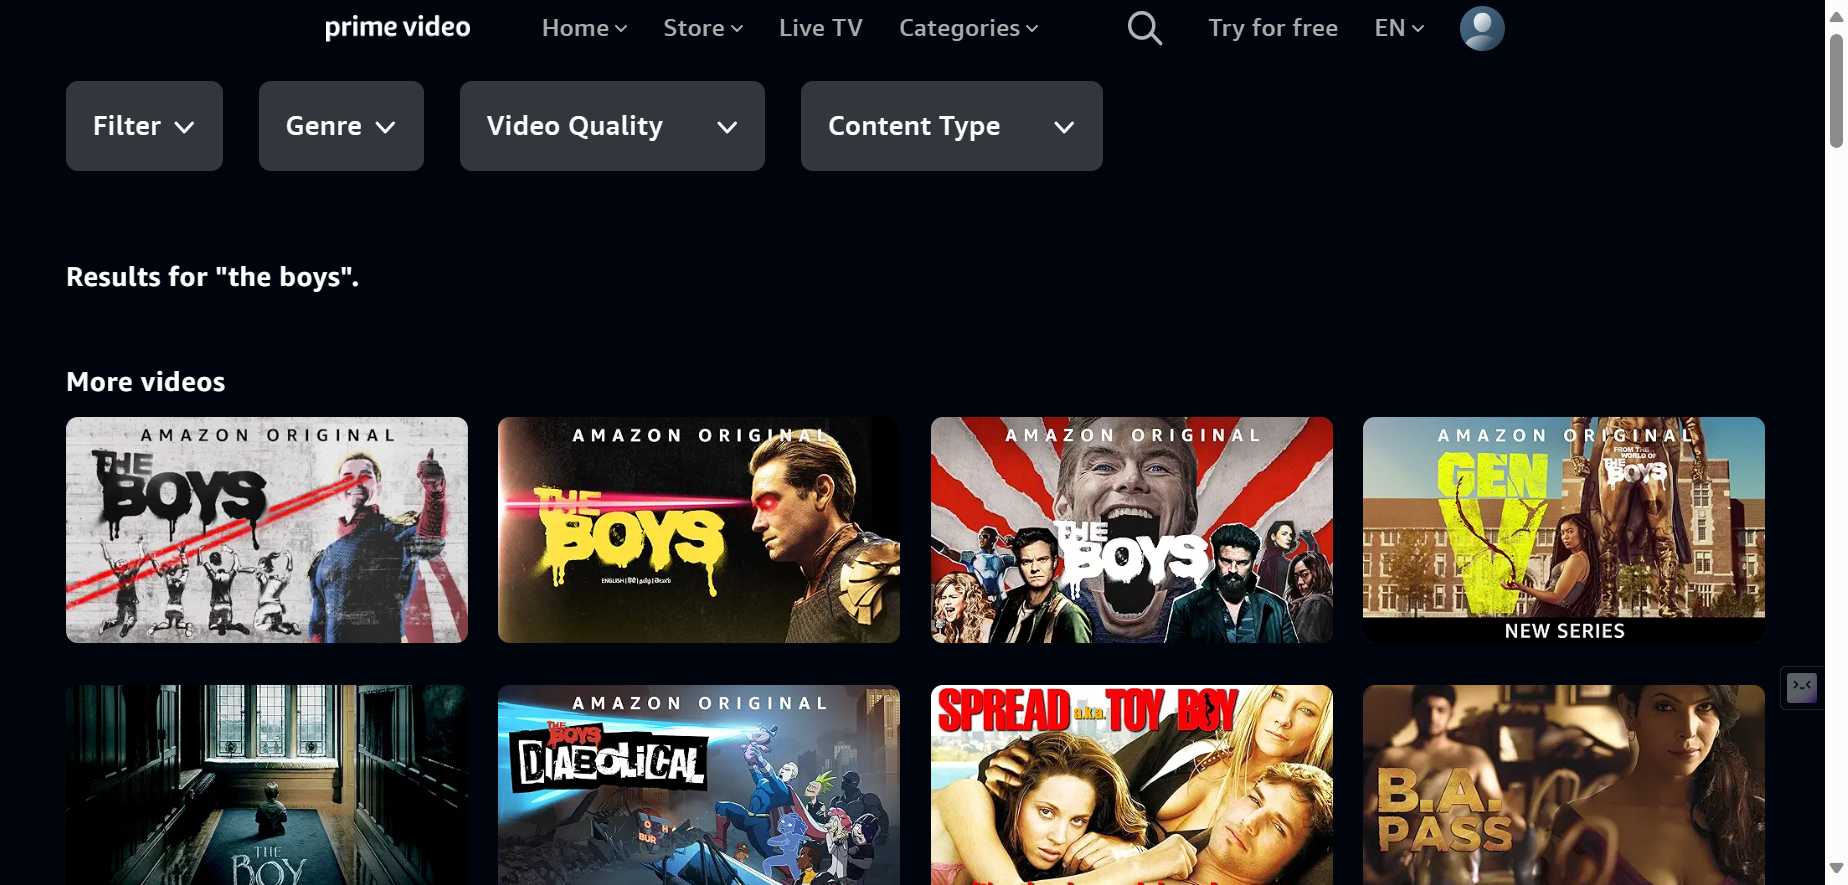 prime video
Home
Store
Live TV
Categories
Try for free
EN
Filter
Genre
Video Quality
Content Type
Results for "the boys".
More videos
AMAZON ORIGINAL
THE
BOYS
AMAZON ORIGINAL
THE
BOYS
AMAZON ORIGINAL
THE
BOYS
AMAZON ORIGINAL
GEN
V
FROM THE
WORLD OF
THE
BOYS
NEW SERIES
THE
BOY
AMAZON ORIGINAL
THE
BOYS
DIABOLICAL
SPREAD a.k.a. TOY BOY
B.A.
PASS